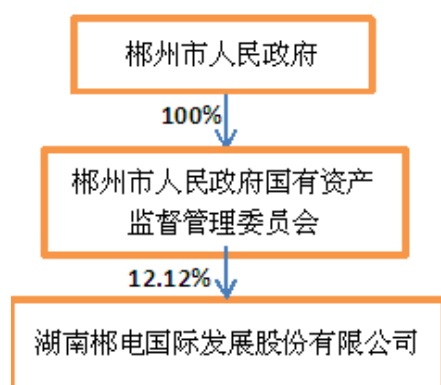 郴州市人民政府
100%
郴州市人民政府国有资产
监督管理委员会
12.12%
湖南郴电国际发展股份有限公司